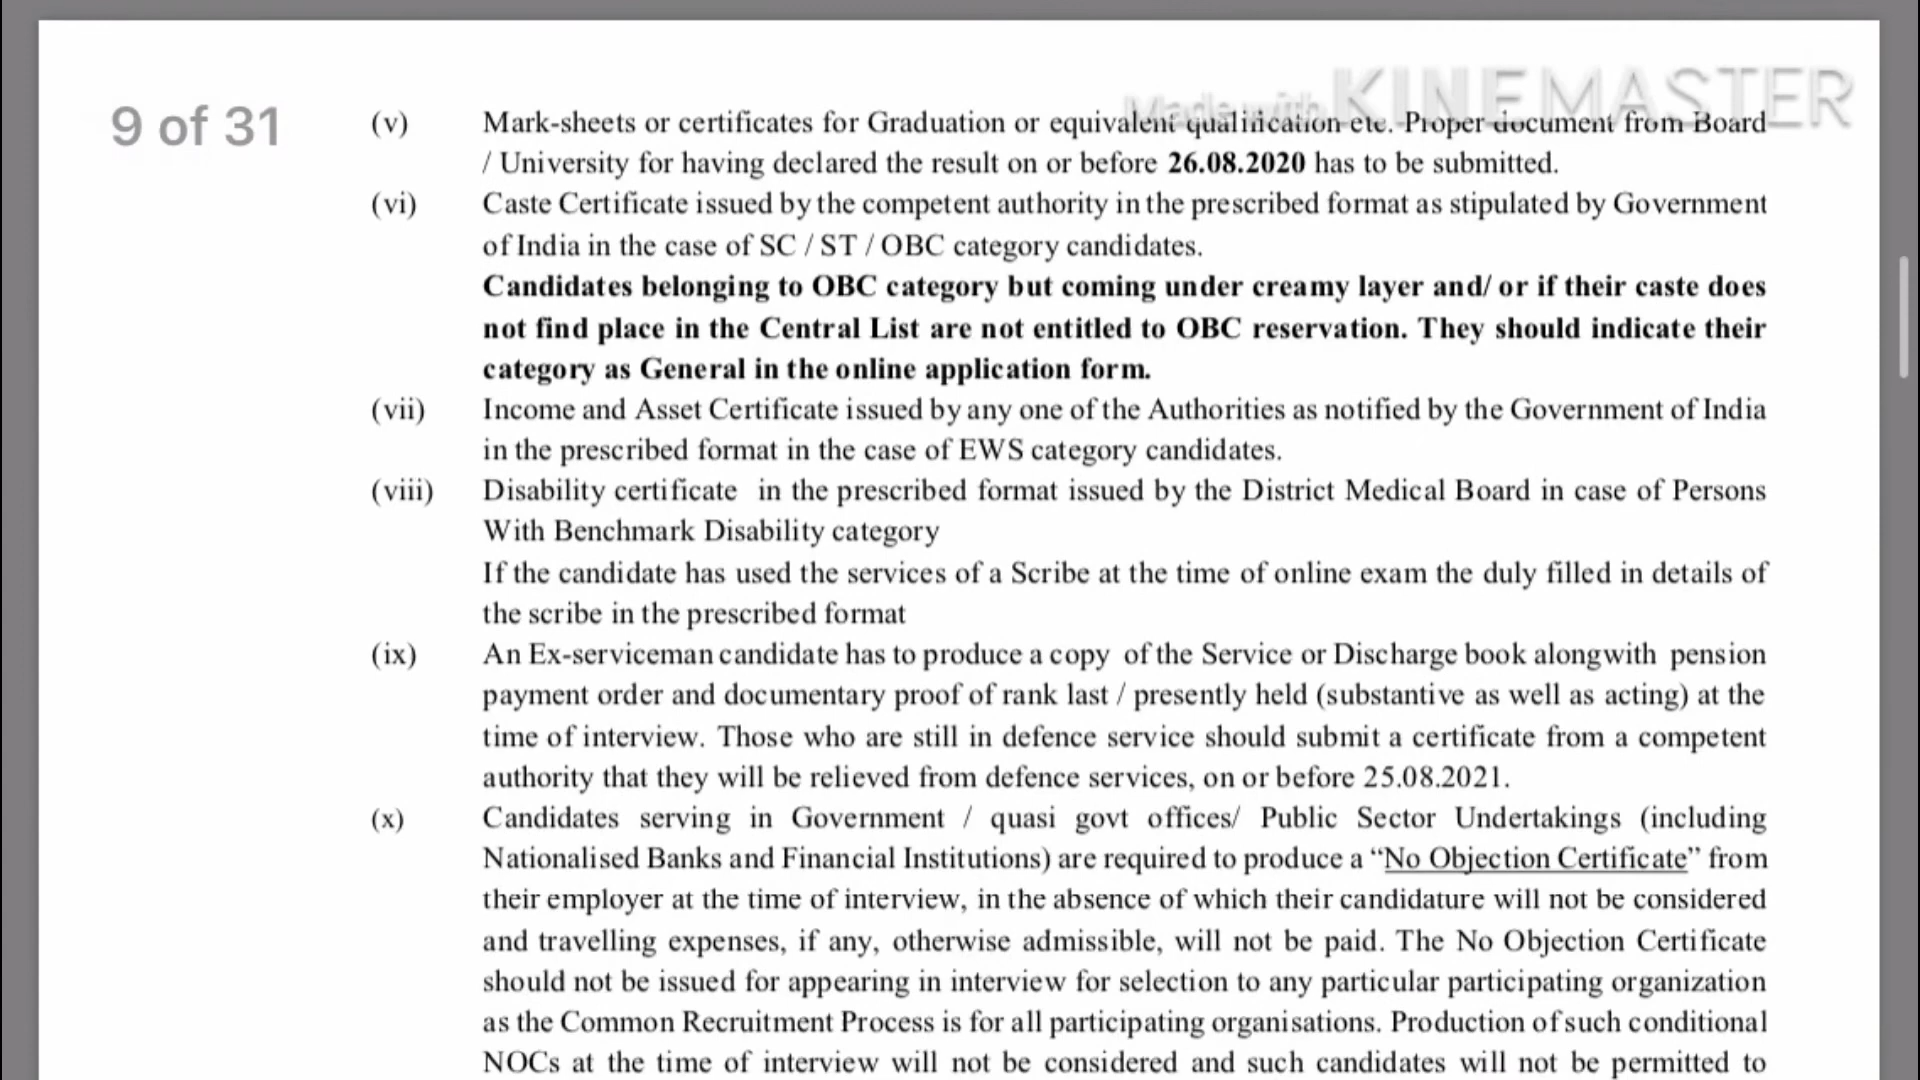 Made with KINEMASTER
9 of 31
(v) Mark-sheets or certificates for Graduation or equivalent qualification etc. Proper document from Board
/ University for having declared the result on or before 26.08.2020 has to be submitted.
(vi) Caste Certificate issued by the competent authority in the prescribed format as stipulated by Government
of India in the case of SC / ST / OBC category candidates.
Candidates belonging to OBC category but coming under creamy layer and/ or if their caste does
not find place in the Central List are not entitled to OBC reservation. They should indicate their
category as General in the online application form.
(vii) Income and Asset Certificate issued by any one of the Authorities as notified by the Government of India
in the prescribed format in the case of EWS category candidates.
(viii) Disability certificate in the prescribed format issued by the District Medical Board in case of Persons
With Benchmark Disability category
If the candidate has used the services of a Scribe at the time of online exam the duly filled in details of
the scribe in the prescribed format
(ix) An Ex-serviceman candidate has to produce a copy of the Service or Discharge book alongwith pension
payment order and documentary proof of rank last / presently held (substantive as well as acting) at the
time of interview. Those who are still in defence service should submit a certificate from a competent
authority that they will be relieved from defence services, on or before 25.08.2021.
(x) Candidates serving in Government / quasi govt offices/ Public Sector Undertakings (including
Nationalised Banks and Financial Institutions) are required to produce a “No Objection Certificate” from
their employer at the time of interview, in the absence of which their candidature will not be considered
and travelling expenses, if any, otherwise admissible, will not be paid. The No Objection Certificate
should not be issued for appearing in interview for selection to any particular participating organization
as the Common Recruitment Process is for all participating organisations. Production of such conditional
NOCs at the time of interview will not be considered and such candidates will not be permitted to